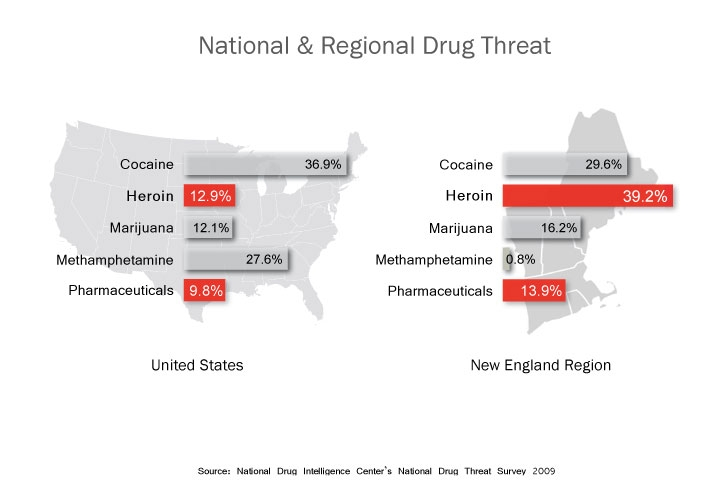 National & Regional Drug Threat
Cocaine 36.9%
Heroin 12.9%
Marijuana 12.1%
Methamphetamine 27.6%
Pharmaceuticals 9.8%
United States
Cocaine 29.6%
Heroin 39.2%
Marijuana 16.2%
Methamphetamine 0.8%
Pharmaceuticals 13.9%
New England Region
Source: National Drug Intelligence Center's National Drug Threat Survey 2009